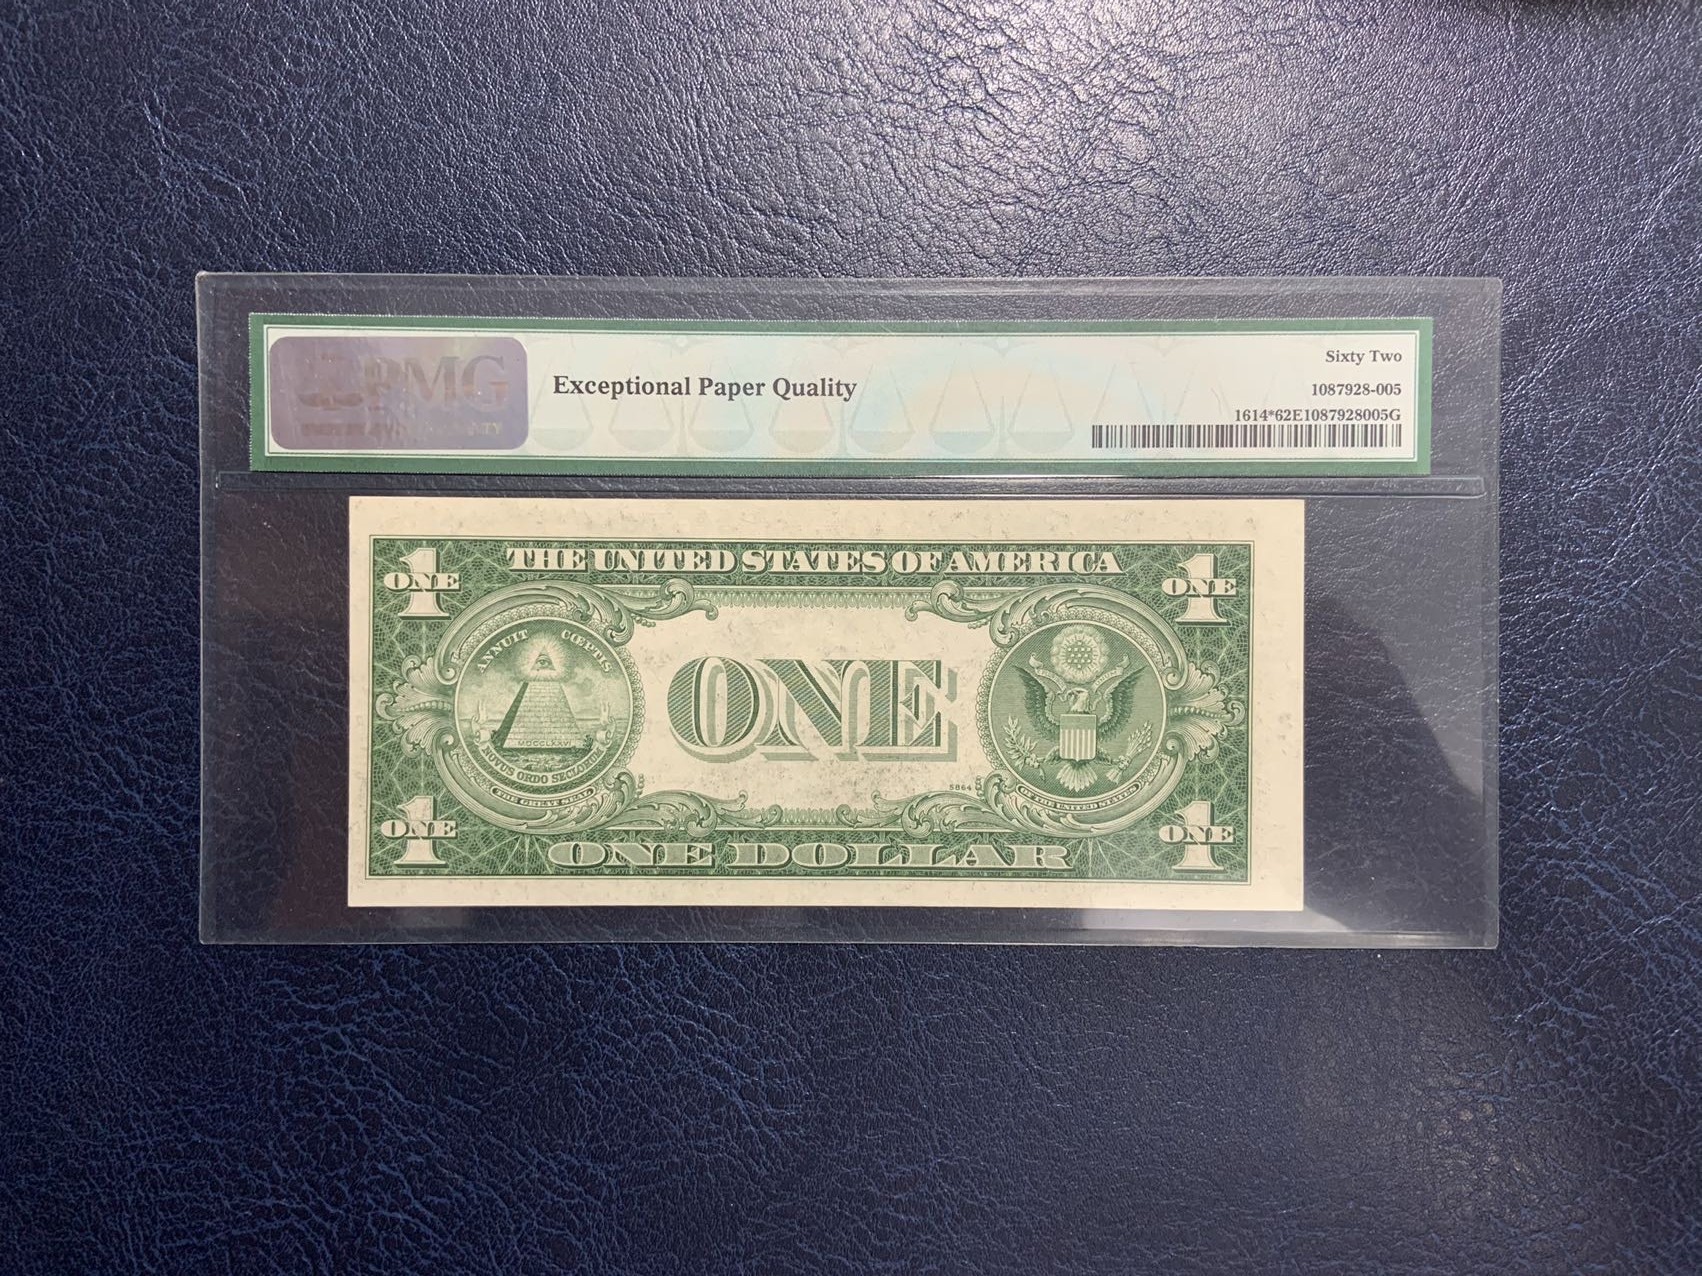 PMG
Exceptional Paper Quality
Sixty Two
1087928-005
1614*62E1087928005G
THE UNITED STATES OF AMERICA
1
ONE
1
ONE
ANNUIT CŒPTIS
MDCCLXXVI
NOVUS ORDO SECLORUM
THE GREAT SEAL
ONE
5864
OF THE UNITED STATES
1
ONE
1
ONE
ONE DOLLAR